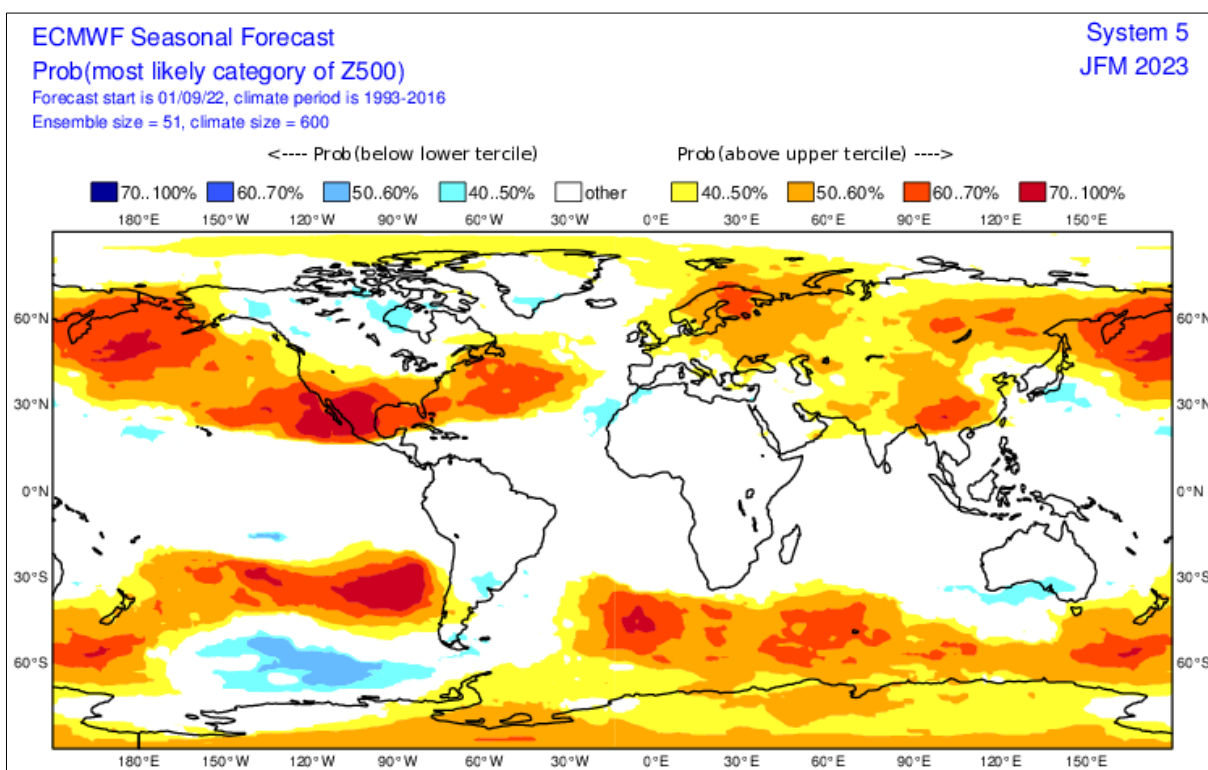 ECMWF Seasonal Forecast
System 5
Prob(most likely category of Z500)
JFM 2023
Forecast start is 01/09/22, climate period is 1993-2016
Ensemble size = 51, climate size = 600
<---- Prob(below lower tercile)
Prob(above upper tercile) ---->
70..100% 60..70% 50..60% 40..50% other 40..50% 50..60% 60..70% 70..100%
180°E 150°W 120°W 90°W 60°W 30°W 0°E 30°E 60°E 90°E 120°E 150°E
60°N 60°N
30°N 30°N
0°N 0°N
30°S 30°S
60°S 60°S
180°E 150°W 120°W 90°W 60°W 30°W 0°E 30°E 60°E 90°E 120°E 150°E